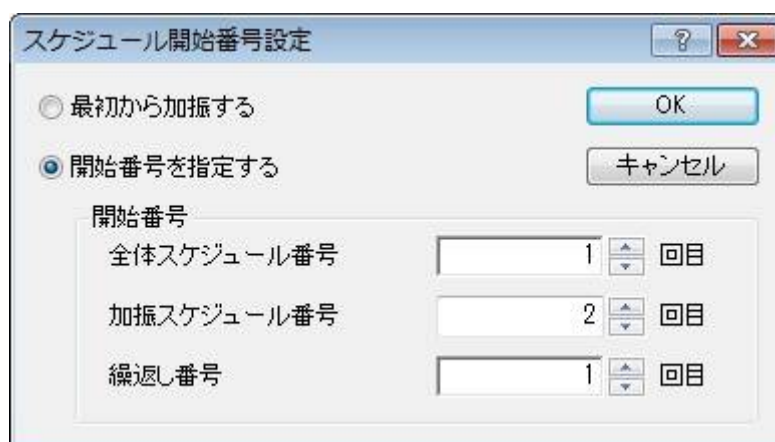 スケジュール開始番号設定
?
最初から加振する
OK
開始番号を指定する
キャンセル
開始番号
全体スケジュール番号 1 回目
加振スケジュール番号 2 回目
繰返し番号 1 回目